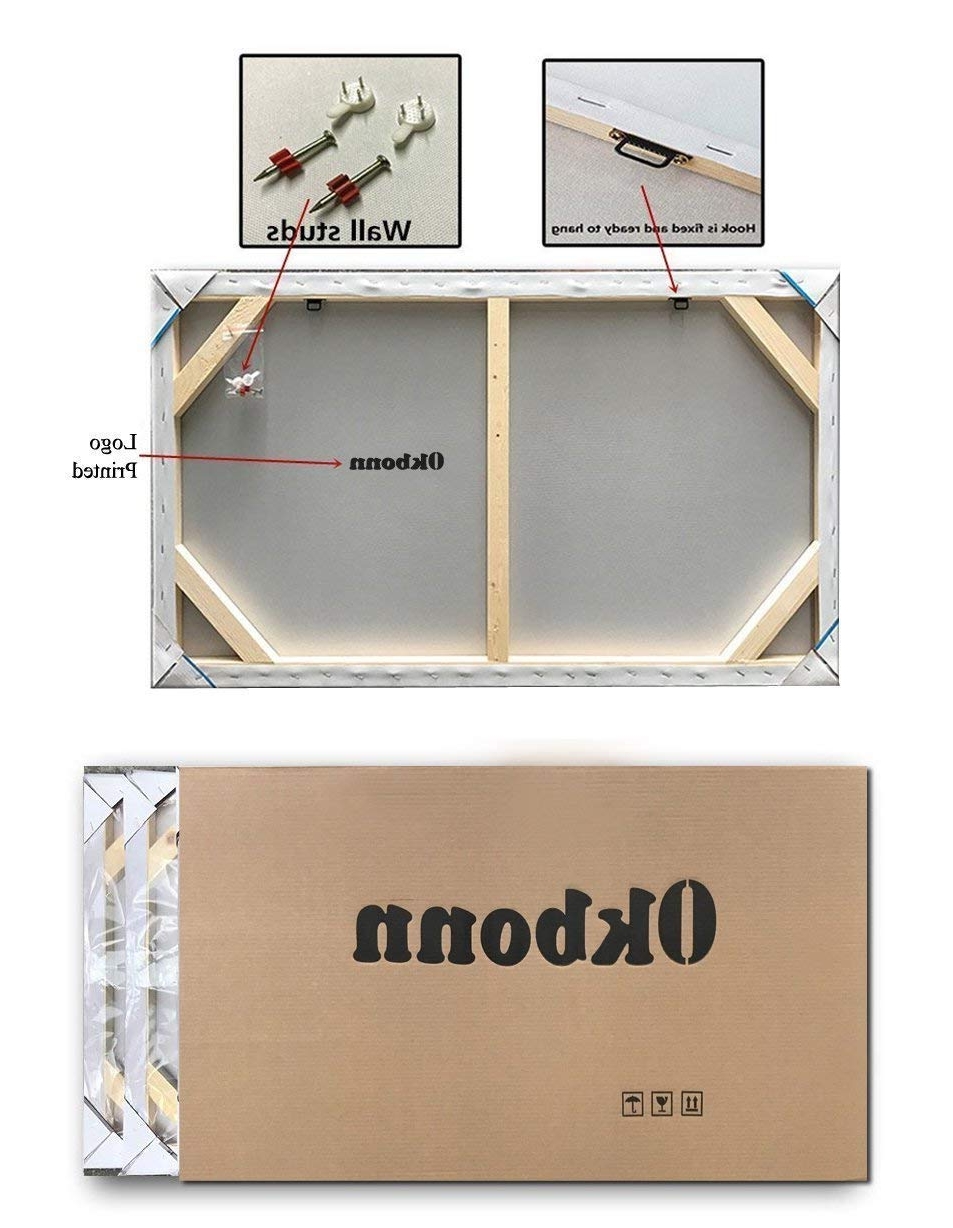 Wall studs
Hook is fixed and ready to hang
Logo
Printed
Okbonn
Okbonn